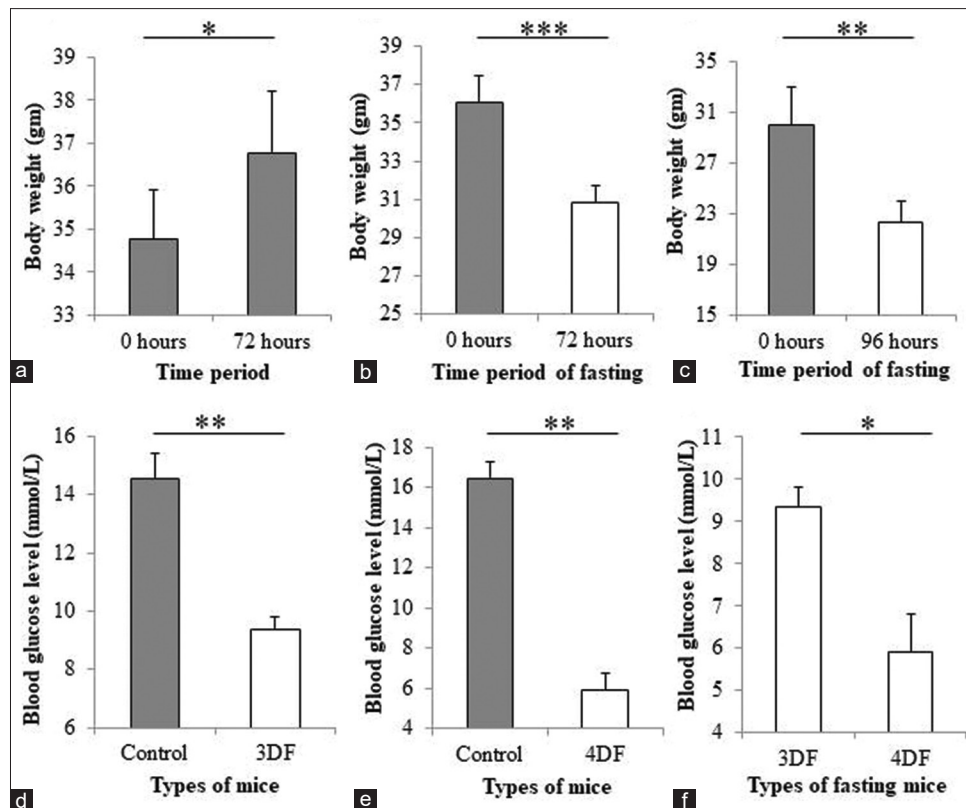 *
39
38
37
36
35
34
33
Body weight (gm)
0 hours 72 hours
Time period
a
***
39
37
35
33
31
29
27
25
Body weight (gm)
0 hours 72 hours
Time period of fasting
b
**
35
31
27
23
19
15
Body weight (gm)
0 hours 96 hours
Time period of fasting
c
**
16
14
12
10
8
6
Blood glucose level (mmol/L)
Control 3DF
Types of mice
d
**
18
16
14
12
10
8
6
4
Blood glucose level (mmol/L)
Control 4DF
Types of mice
e
*
11
10
9
8
7
6
5
4
Blood glucose level (mmol/L)
3DF 4DF
Types of fasting mice
f